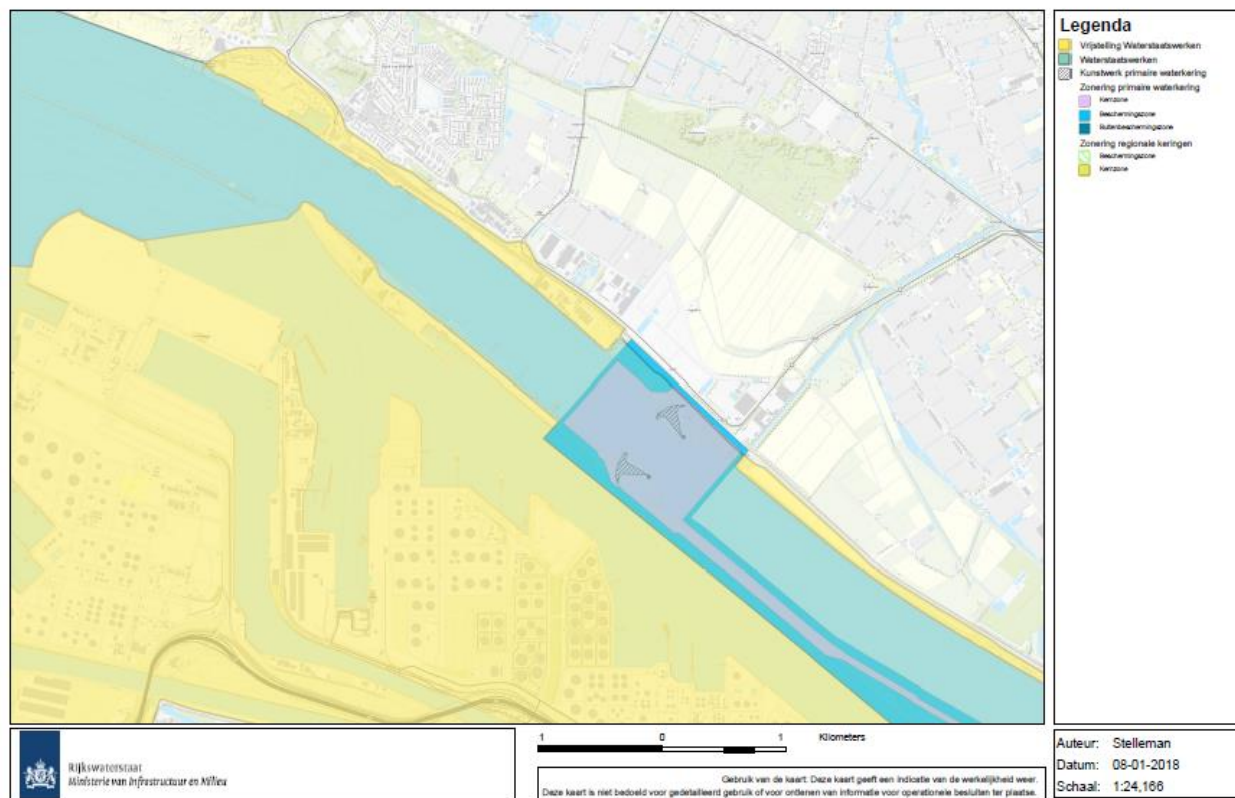 Legenda
Vrijstelling Waterstaatswerken
Waterstaatswerken
Kunstwerk primaire waterkering
Zonering primaire waterkering
Kernzone
Beschermingszone
Buitenbeschermingszone
Zonering regionale keringen
Beschermingszone
Kernzone
Rijkswaterstaat
Ministerie van Infrastructuur en Milieu
1 0 1 Kilometers
Gebruik van de kaart: Deze kaart geeft een indicatie van de werkelijkheid weer.
Deze kaart is niet bedoeld voor gedetailleerd gebruik of voor ontlenen van informatie voor operationele besluiten ter plaatse.
Auteur: Stelleman
Datum: 08-01-2018
Schaal: 1:24,166